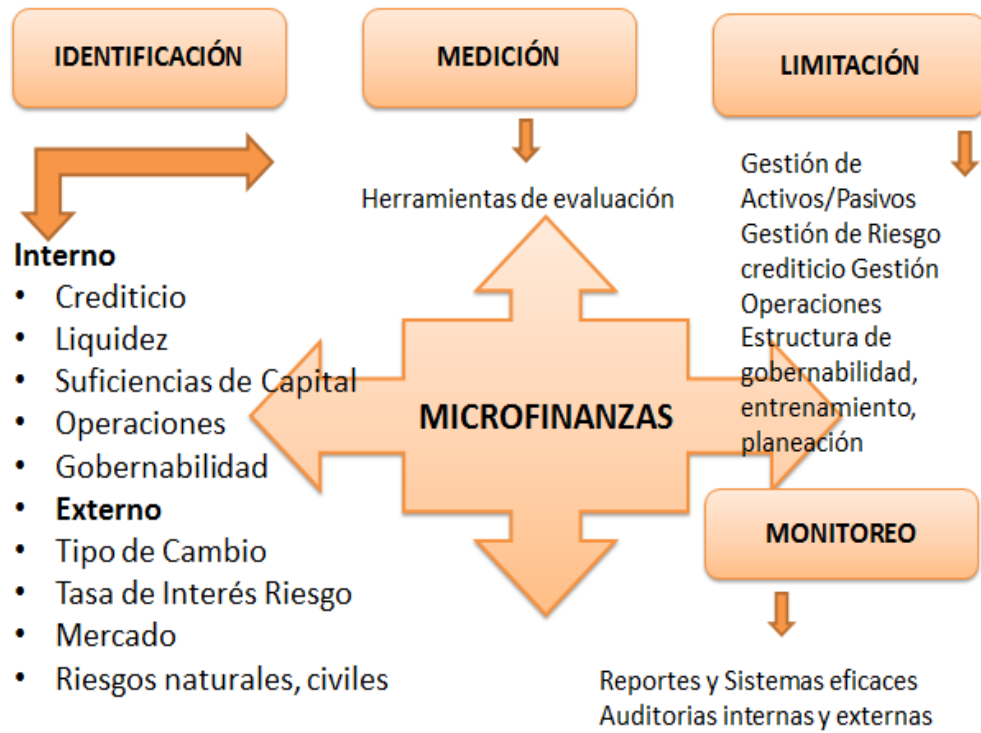 IDENTIFICACIÓN
MEDICIÓN
LIMITACIÓN
Herramientas de evaluación
Gestión de
Activos/Pasivos
Gestión de Riesgo
crediticio Gestión
Operaciones
Estructura de
gobernabilidad,
entrenamiento,
planeación
Interno
• Crediticio
• Liquidez
• Suficiencias de Capital
• Operaciones
• Gobernabilidad
• Externo
• Tipo de Cambio
• Tasa de Interés Riesgo
• Mercado
• Riesgos naturales, civiles
MICROFINANZAS
MONITOREO
Reportes y Sistemas eficaces
Auditorias internas y externas